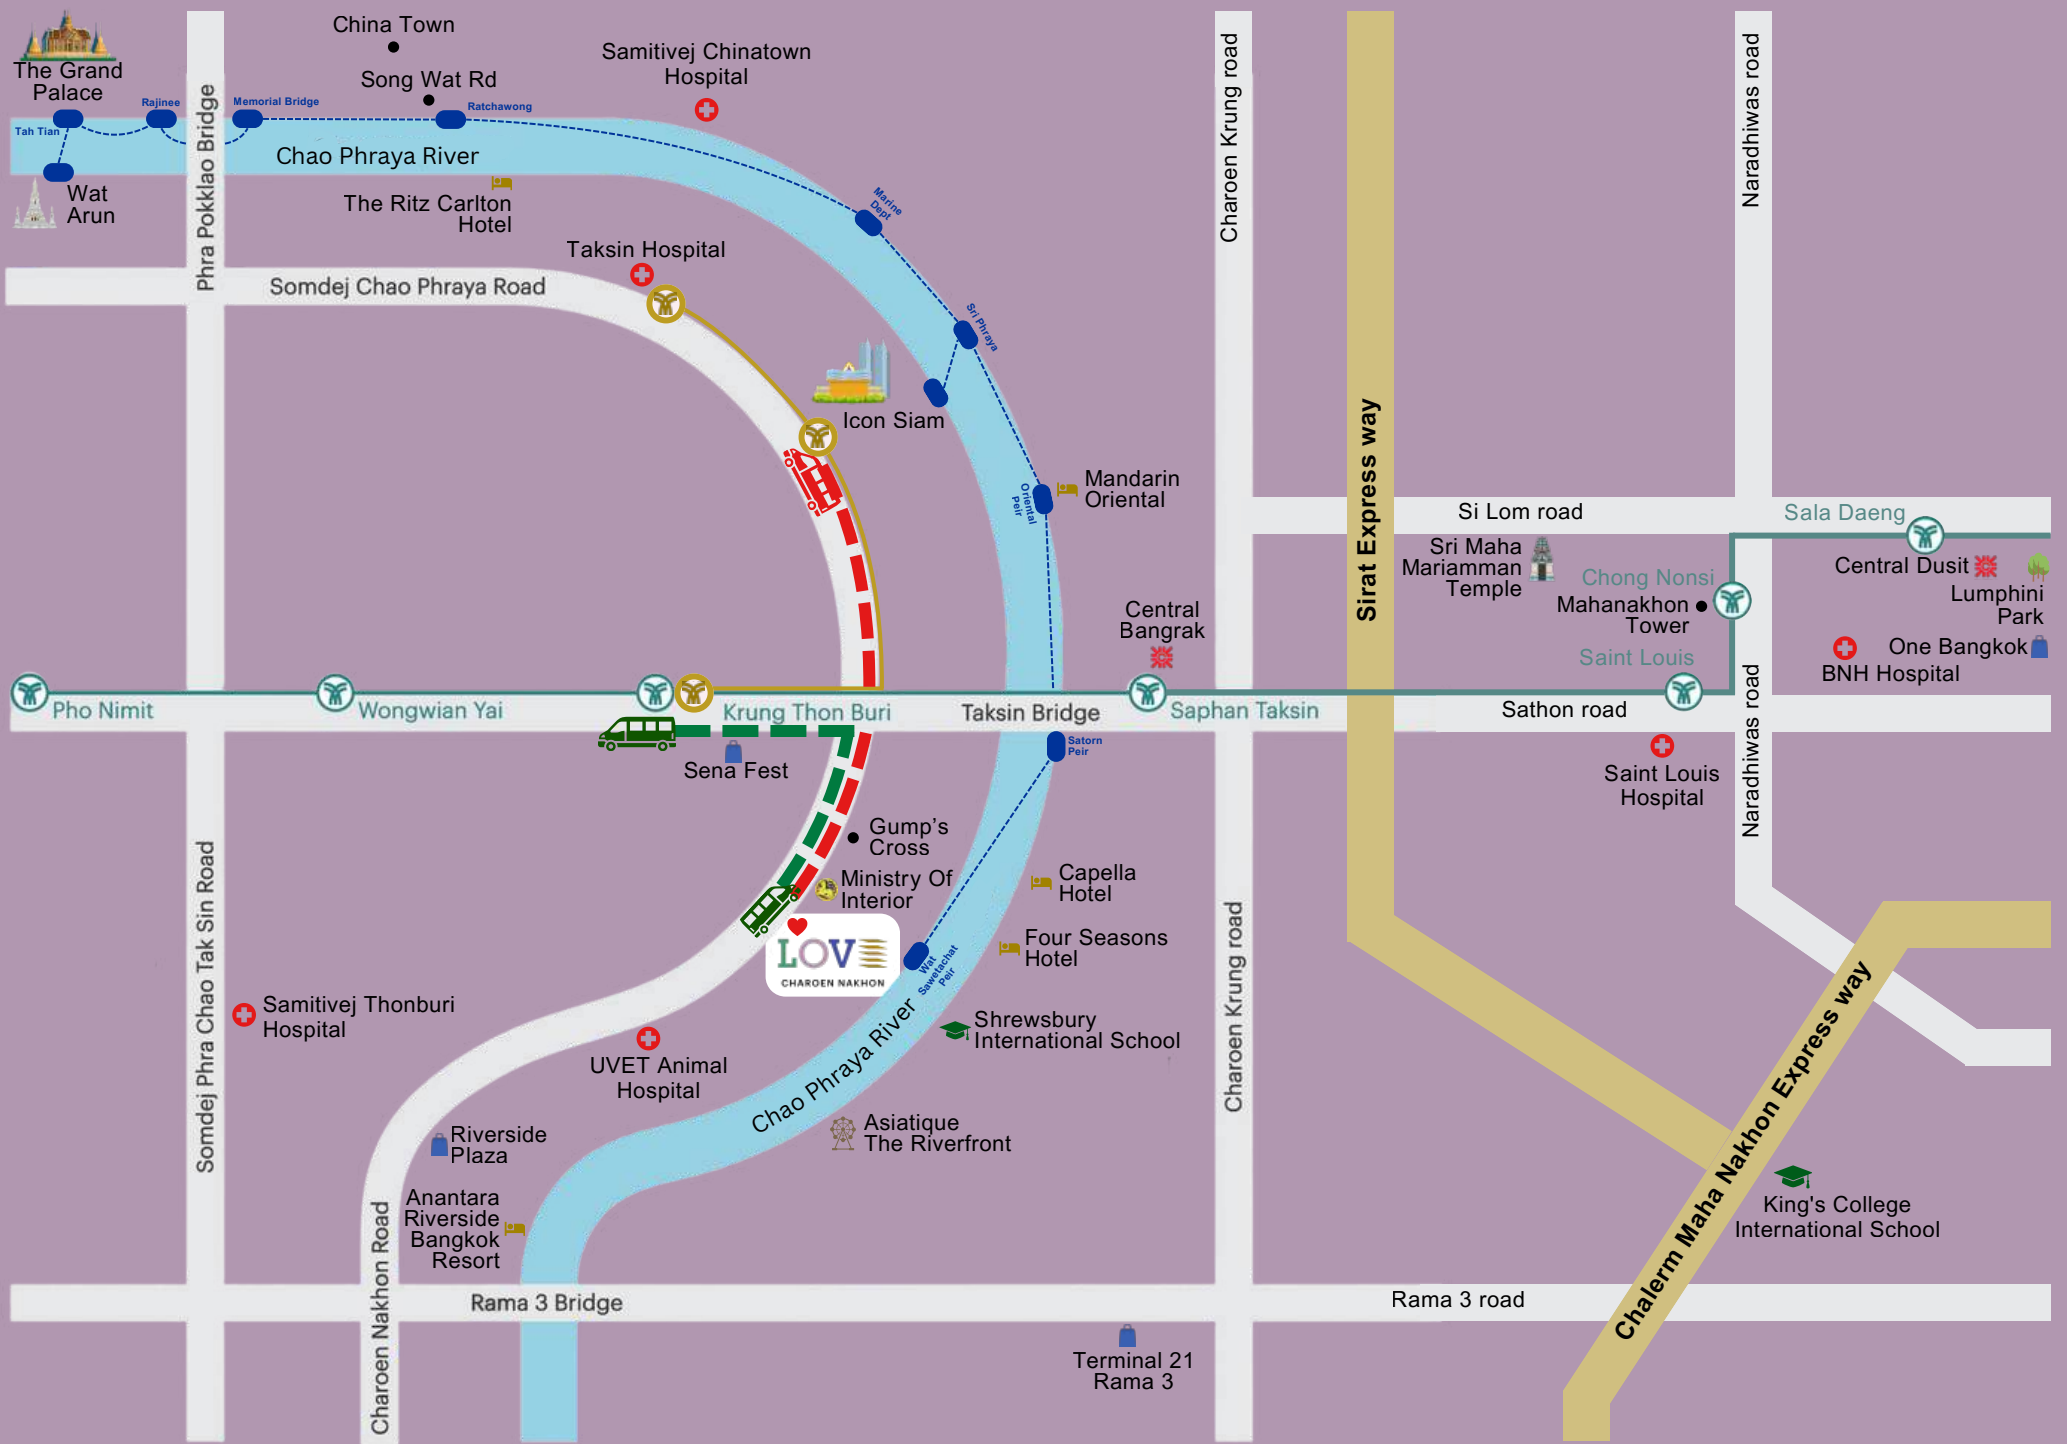 China Town
The Grand
Palace
Song Wat Rd
Samitivej Chinatown
Hospital
Rajinee
Memorial Bridge
Ratchawong
Tah Tian
Chao Phraya River
Wat
Arun
The Ritz Carlton
Hotel
Phra Pokklao Bridge
Marine
Dept
Charoen Krung road
Naradhiwas road
Taksin Hospital
Somdej Chao Phraya Road
Sri Phraya
Icon Siam
Oriental
Peir
Mandarin
Oriental
Sirat Express way
Si Lom road
Sala Daeng
Sri Maha
Mariamman
Temple
Chong Nonsi
Mahanakhon
Tower
Central Dusit
Lumphini
Park
One Bangkok
BNH Hospital
Central
Bangrak
Saint Louis
Pho Nimit
Wongwian Yai
Krung Thon Buri
Taksin Bridge
Saphan Taksin
Sathon road
Naradhiwas road
Satorn
Peir
Sena Fest
Saint Louis
Hospital
Gump's
Cross
Ministry Of
Interior
Capella
Hotel
LOVE
CHAROEN NAKHON
Wat
Sawetachat
Peir
Four Seasons
Hotel
Somdej Phra Chao Tak Sin Road
Samitivej Thonburi
Hospital
Shrewsbury
International School
Charoen Krung road
UVET Animal
Hospital
Chao Phraya River
Asiatique
The Riverfront
Riverside
Plaza
Chalerm Maha Nakhon Express way
Anantara
Riverside
Bangkok
Resort
King's College
International School
Charoen Nakhon Road
Rama 3 Bridge
Rama 3 road
Terminal 21
Rama 3